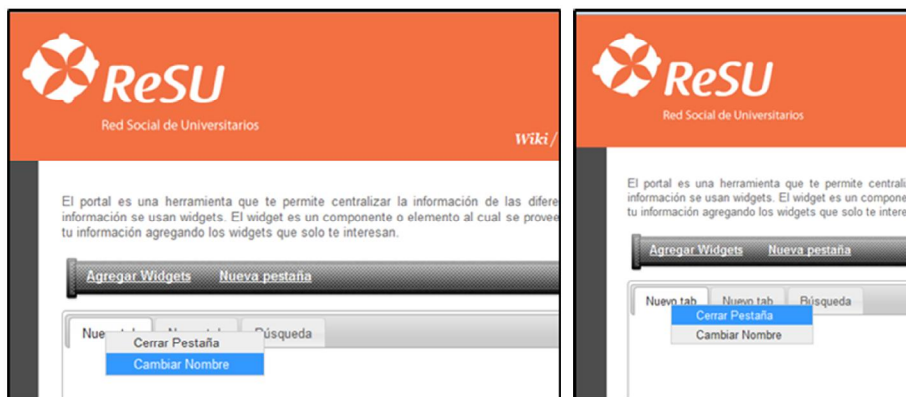 ReSU
Red Social de Universitarios
Wiki /
El portal es una herramienta que te permite centralizar la información de las difere
información se usan widgets. El widget es un componente o elemento al cual se provee
tu información agregando los widgets que solo te interesan.
Agregar Widgets Nueva pestaña
Búsqueda
Cerrar Pestaña
Cambiar Nombre
ReSU
Red Social de Universitarios
El portal es una herramienta que te permite centrali
información se usan widgets. El widget es un compone
tu información agregando los widgets que solo te intere
Agregar Widgets Nueva pestaña
Nuevo tab Nuevo tab Búsqueda
Cerrar Pestaña
Cambiar Nombre